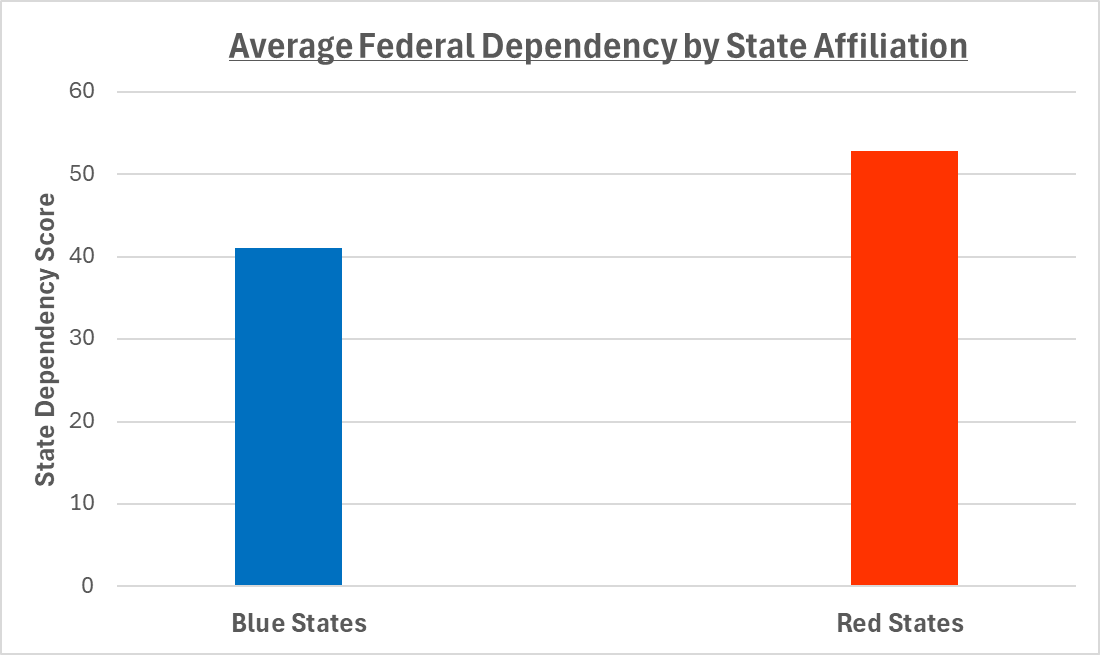 Average Federal Dependency by State Affiliation
60
50
40
30
20
10
0
State Dependency Score
Blue States
Red States